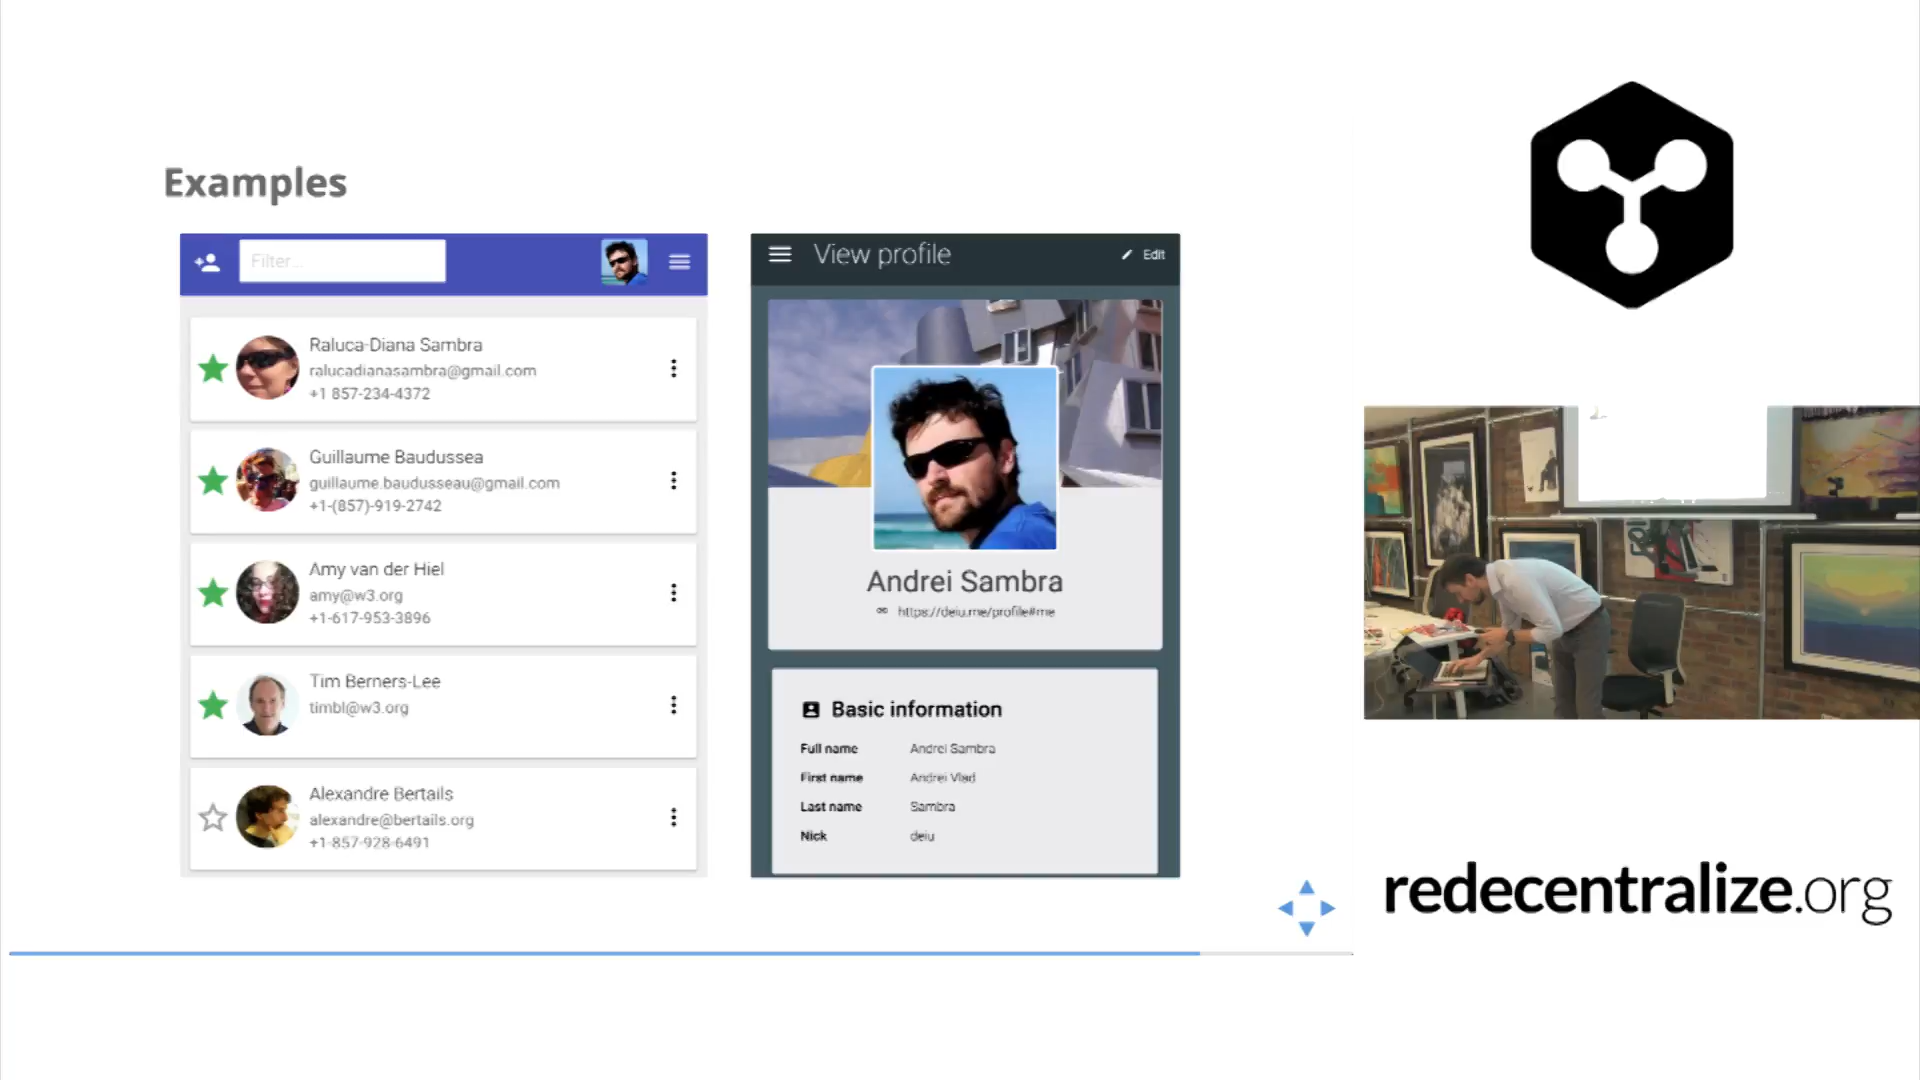 Examples
Filter...
Raluca-Diana Sambra
ralucadianasambra@gmail.com
+1 857-234-4372
Guillaume Baudussea
guillaume.baudusseau@gmail.com
+1-(857)-919-2742
Amy van der Hiel
amy@w3.org
+1-617-953-3896
Tim Berners-Lee
timbl@w3.org
Alexandre Bertails
alexandre@bertails.org
+1-857-928-6491
View profile
Edit
Andrei Sambra
https://deiu.me/profile#me
Basic information
Full name Andrei Sambra
First name Andrei Vlad
Last name Sambra
Nick deiu
redecentralize.org